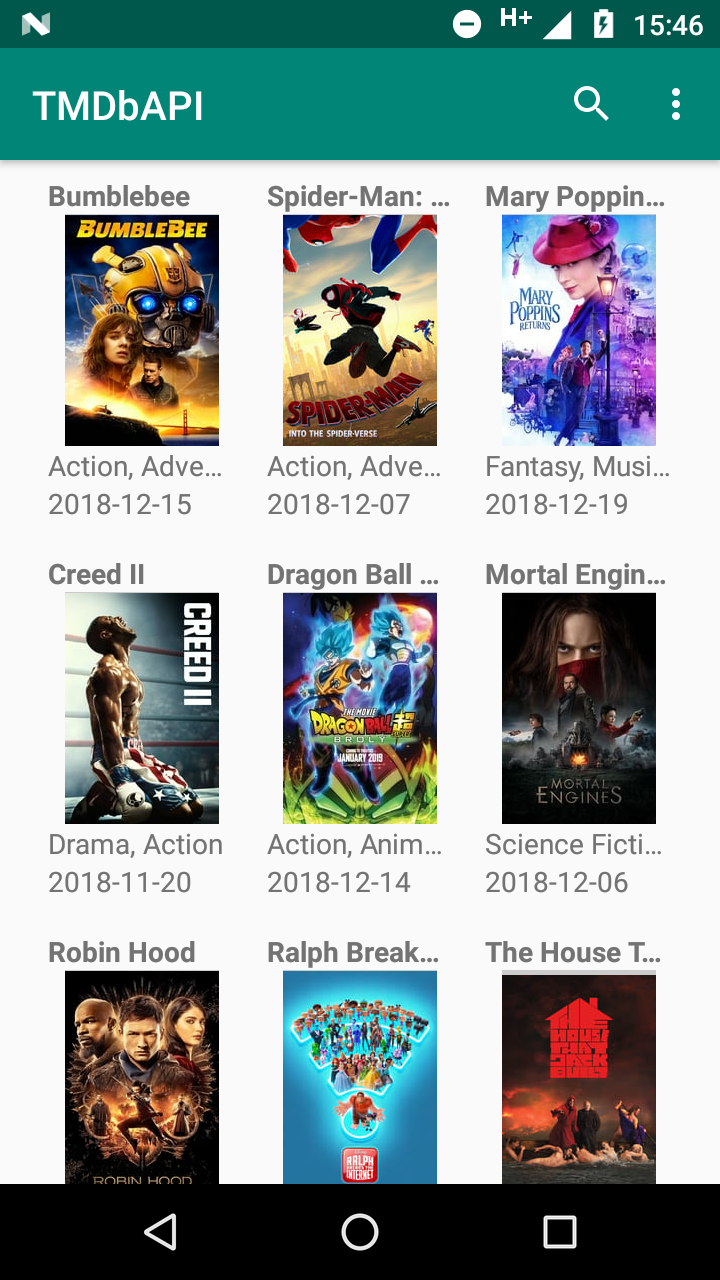 H+ 15:46
TMDbAPI
Bumblebee Spider-Man: ... Mary Poppin...
BUMBLEBEE
MARY
POPPINS
RETURNS
SPIDER-MAN
INTO THE SPIDER-VERSE
Action, Adve... Action, Adve... Fantasy, Musi...
2018-12-15 2018-12-07 2018-12-19
Creed II Dragon Ball ... Mortal Engin...
CREED II
THE MOVIE
DRAGON BALL 超
SUPER
BROLY
COMING TO THEATERS
JANUARY 2019
MORTAL
ENGINES
Drama, Action Action, Anim... Science Ficti...
2018-11-20 2018-12-14 2018-12-06
Robin Hood Ralph Break... The House T...
THE
HOUSE
THAT
JACK
BUILT
ROBIN HOOD
RALPH
BREAKS THE
INTERNET